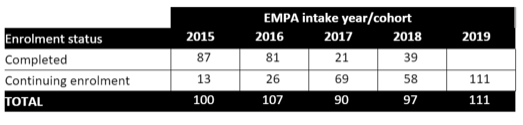 EMPA intake year/cohort
Enrolment status 2015 2016 2017 2018 2019
Completed 87 81 21 39
Continuing enrolment 13 26 69 58 111
TOTAL 100 107 90 97 111